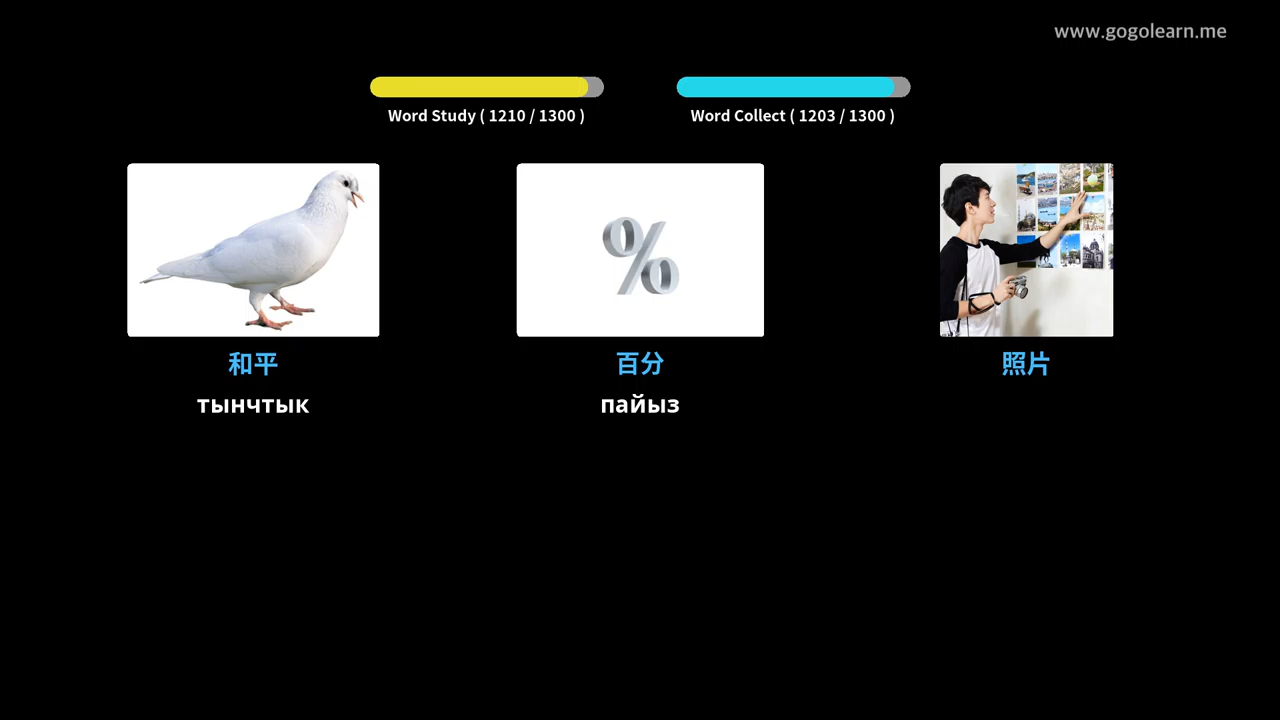 www.gogolearn.me
Word Study ( 1210 / 1300 )
Word Collect ( 1203 / 1300 )
%
和平
百分
照片
тынчтык
пайыз